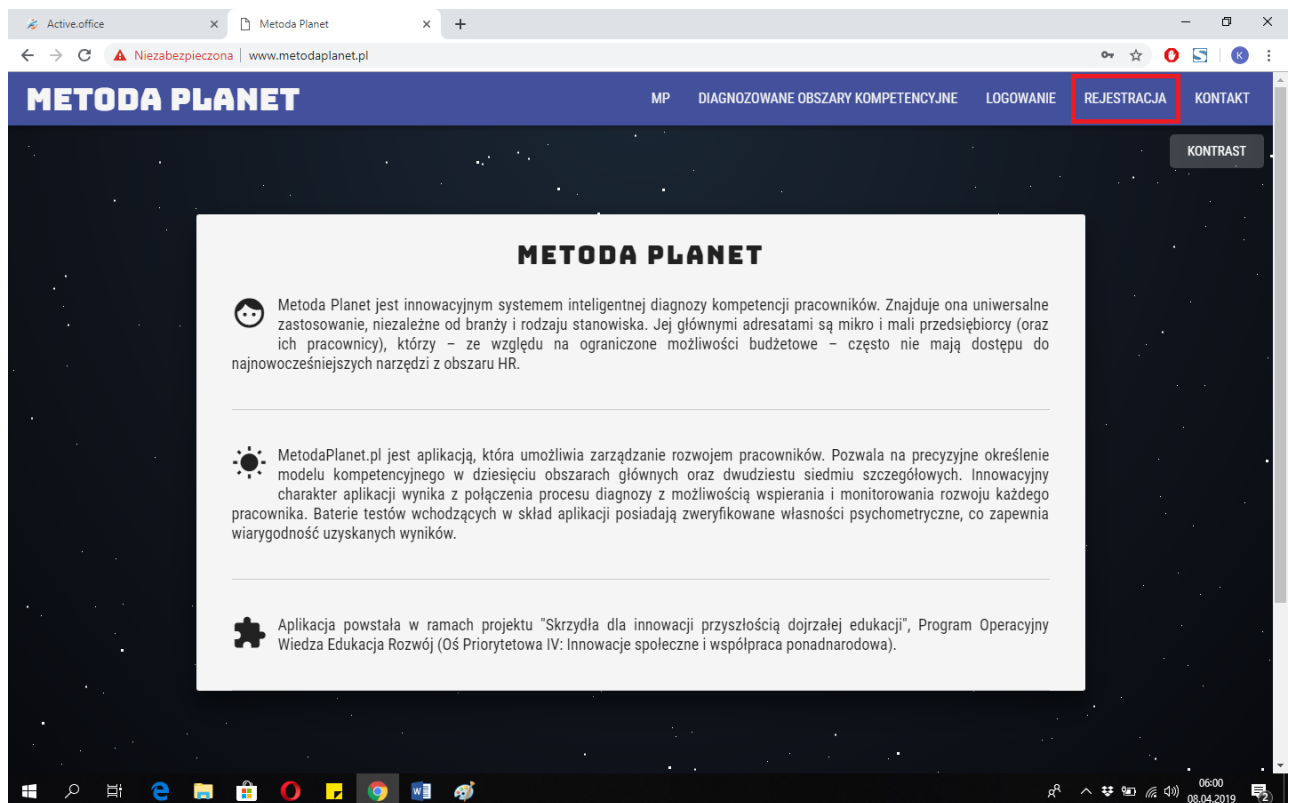 Active.office
Metoda Planet
Niezabezpieczona | www.metodaplanet.pl
K
METODA PLANET
MP DIAGNOZOWANE OBSZARY KOMPETENCYJNE LOGOWANIE REJESTRACJA KONTAKT
KONTRAST
METODA PLANET
Metoda Planet jest innowacyjnym systemem inteligentnej diagnozy kompetencji pracowników. Znajduje ona uniwersalne
zastosowanie, niezależne od branży i rodzaju stanowiska. Jej głównymi adresatami są mikro i mali przedsiębiorcy (oraz
ich pracownicy), którzy – ze względu na ograniczone możliwości budżetowe – często nie mają dostępu do
najnowocześniejszych narzędzi z obszaru HR.
MetodaPlanet.pl jest aplikacją, która umożliwia zarządzanie rozwojem pracowników. Pozwala na precyzyjne określenie
modelu kompetencyjnego w dziesięciu obszarach głównych oraz dwudziestu siedmiu szczegółowych. Innowacyjny
charakter aplikacji wynika z połączenia procesu diagnozy z możliwością wspierania i monitorowania rozwoju każdego
pracownika. Baterie testów wchodzących w skład aplikacji posiadają zweryfikowane własności psychometryczne, co zapewnia
wiarygodność uzyskanych wyników.
Aplikacja powstała w ramach projektu "Skrzydła dla innowacji przyszłością dojrzałej edukacji", Program Operacyjny
Wiedza Edukacja Rozwój (Oś Priorytetowa IV: Innowacje społeczne i współpraca ponadnarodowa).
06:00
08.04.2019
2